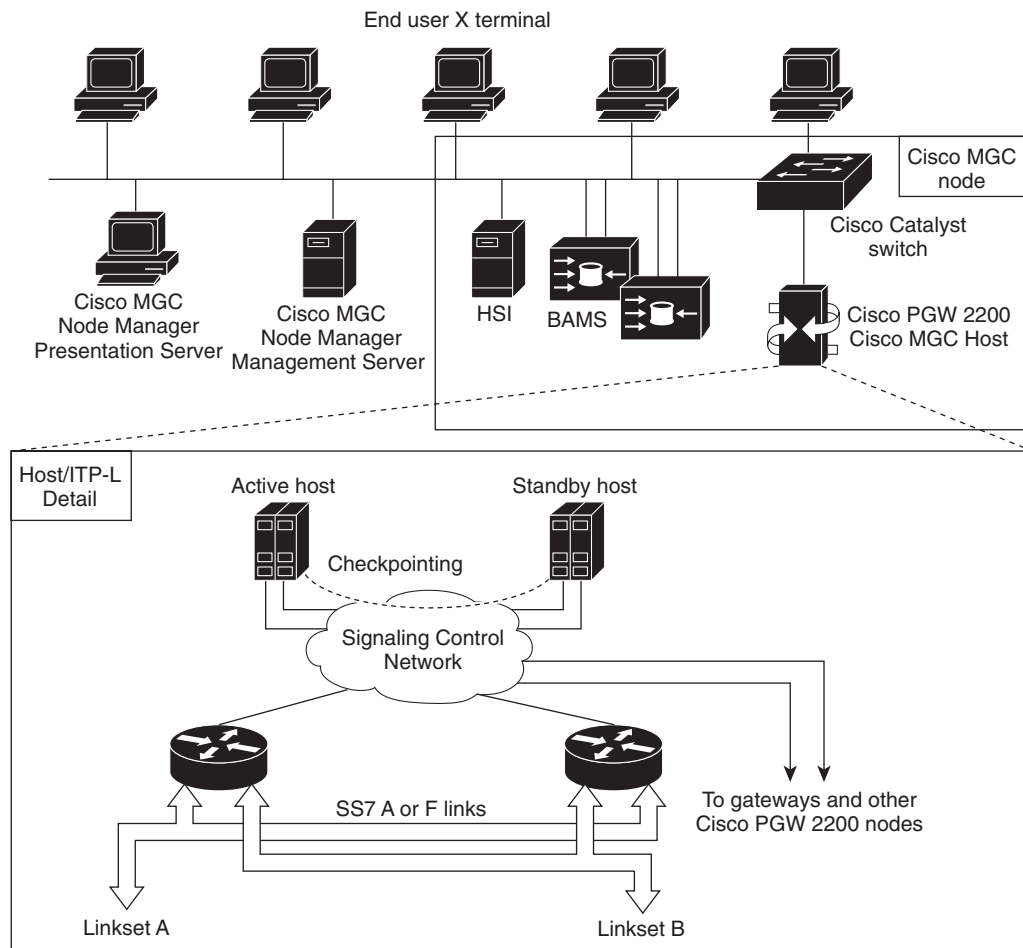 End user X terminal
Cisco MGC
node
Cisco Catalyst
switch
Cisco MGC
Node Manager
Presentation Server
Cisco MGC
Node Manager
Management Server
HSI
BAMS
Cisco PGW 2200
Cisco MGC Host
Host/ITP-L
Detail
Active host
Standby host
Checkpointing
Signaling Control
Network
SS7 A or F links
To gateways and other
Cisco PGW 2200 nodes
Linkset A
Linkset B